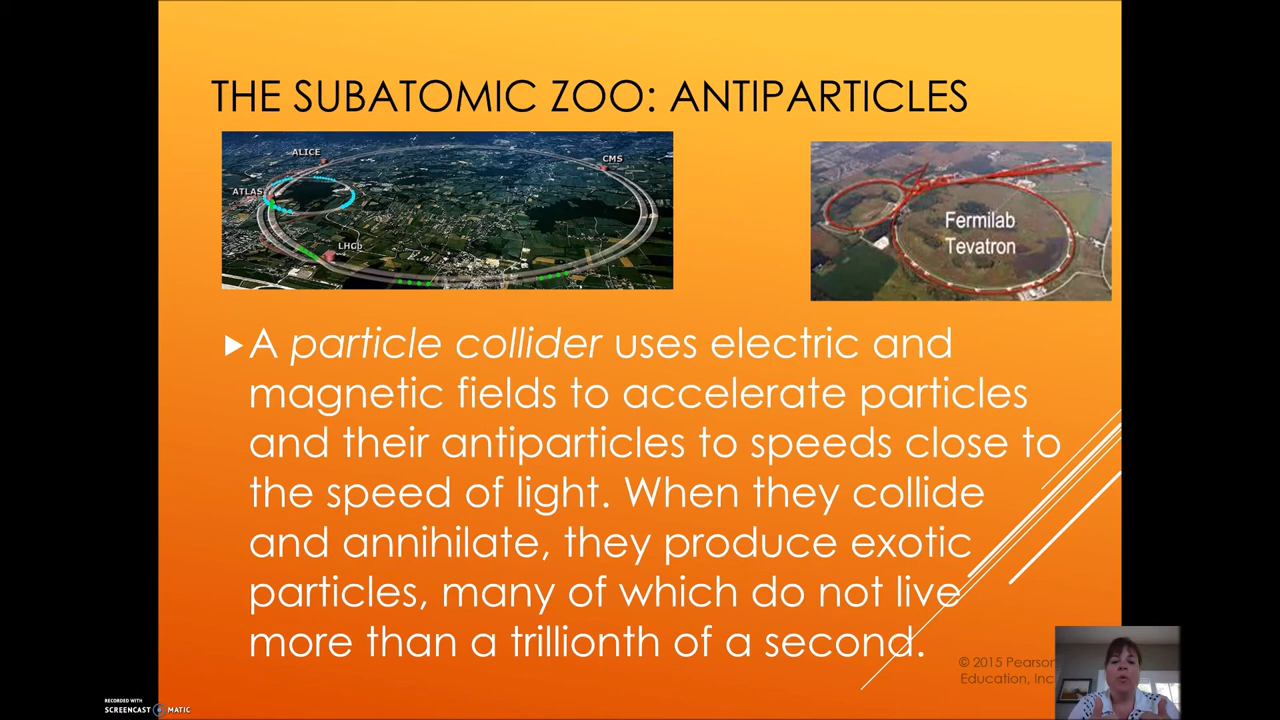 THE SUBATOMIC ZOO: ANTIPARTICLES
ALICE
CMS
ATLAS
LHCb
Fermilab
Tevatron
A particle collider uses electric and
magnetic fields to accelerate particles
and their antiparticles to speeds close to
the speed of light. When they collide
and annihilate, they produce exotic
particles, many of which do not live
more than a trillionth of a second.
© 2015 Pearson
Education, Inc
RECORDED WITH
SCREENCAST MATIC